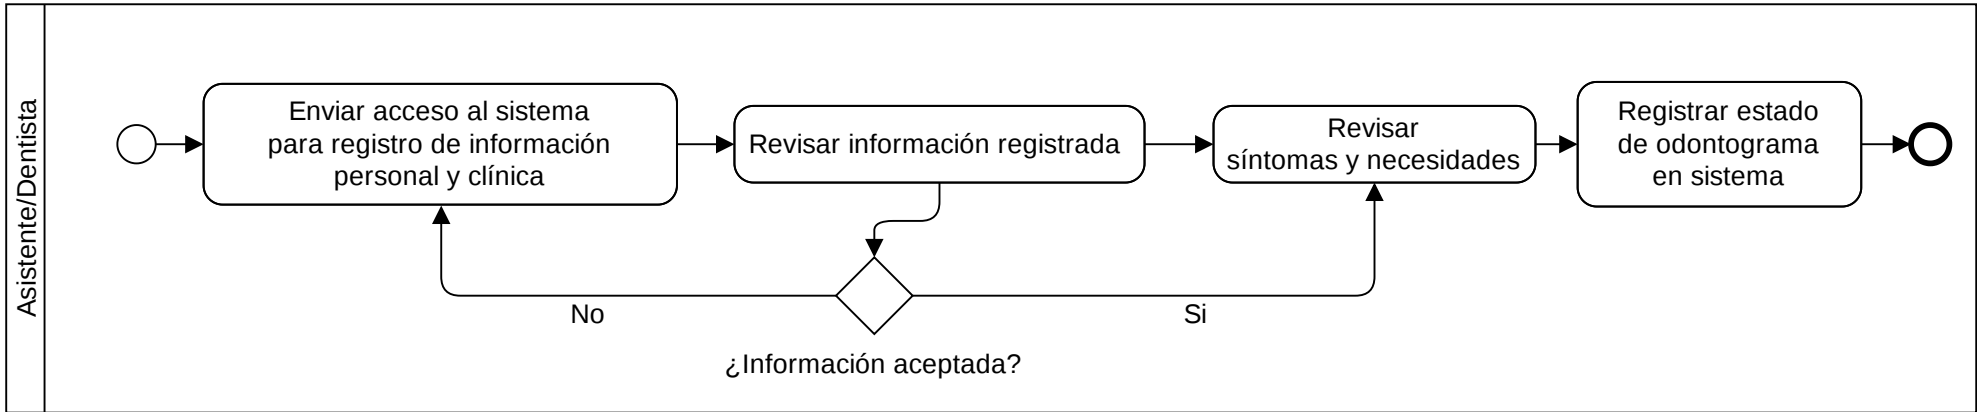 Asistente/Dentista
Enviar acceso al sistema
para registro de información
personal y clínica
Revisar información registrada
Revisar
síntomas y necesidades
Registrar estado
de odontograma
en sistema
No
Si
¿Información aceptada?